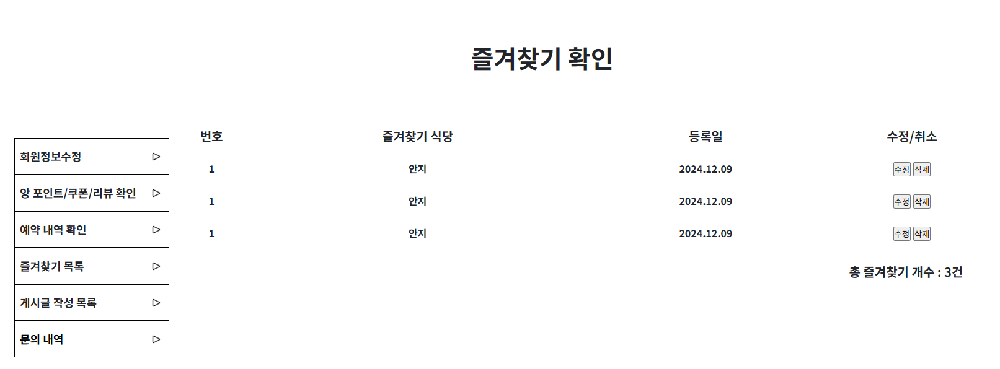 즐겨찾기 확인
회원정보수정
앙 포인트/쿠폰/리뷰 확인
예약 내역 확인
즐겨찾기 목록
게시글 작성 목록
문의 내역
번호 즐겨찾기 식당 등록일 수정/취소
1 안지 2024.12.09 수정 삭제
1 안지 2024.12.09 수정 삭제
1 안지 2024.12.09 수정 삭제
총 즐겨찾기 개수 : 3건